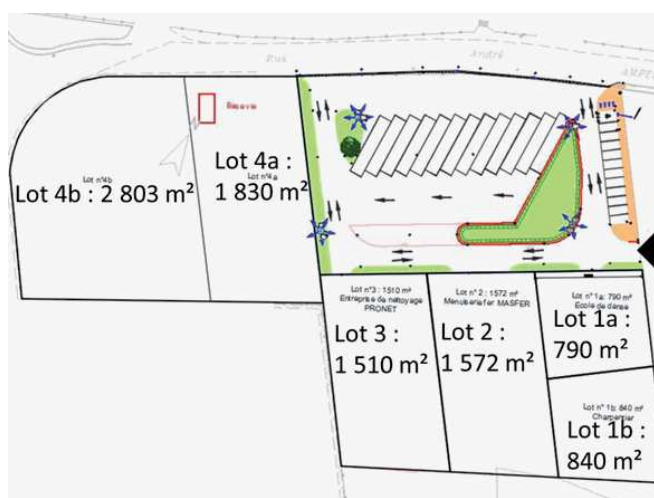 Rue
André
AMPE
Réserve
Lot n°4b
Lot 4b : 2 803 m²
Lot 4a :
Lot n°4a
1 830 m²
Lot n°3 : 1510 m²
Entreprise de nettoyage
PRONET
Lot 3 :
1 510 m²
Lot n° 2 : 1572 m²
Menuiserie fer MASFER
Lot 2 :
1 572 m²
Lot n° 1a: 790 m²
Ecole de danse
Lot 1a :
790 m²
Lot n° 1b: 840 m²
Charpentier
Lot 1b :
840 m²